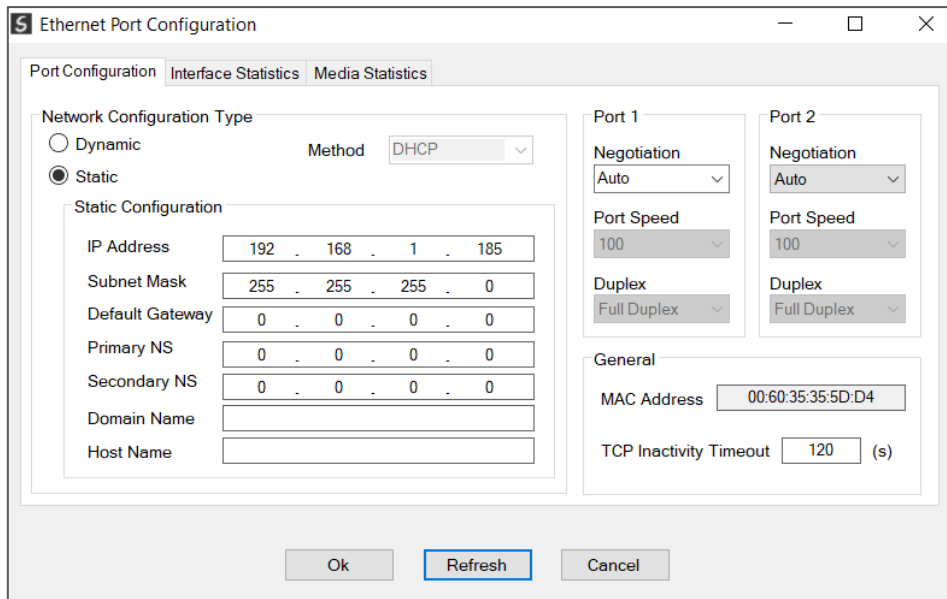 S Ethernet Port Configuration
Port Configuration Interface Statistics Media Statistics
Network Configuration Type
Dynamic
Method DHCP
Static
Static Configuration
IP Address 192 . 168 . 1 . 185
Subnet Mask 255 . 255 . 255 . 0
Default Gateway 0 . 0 . 0 . 0
Primary NS 0 . 0 . 0 . 0
Secondary NS 0 . 0 . 0 . 0
Domain Name
Host Name
Port 1
Negotiation
Auto
Port Speed
100
Duplex
Full Duplex
Port 2
Negotiation
Auto
Port Speed
100
Duplex
Full Duplex
General
MAC Address 00:60:35:35:5D:D4
TCP Inactivity Timeout 120 (s)
Ok Refresh Cancel